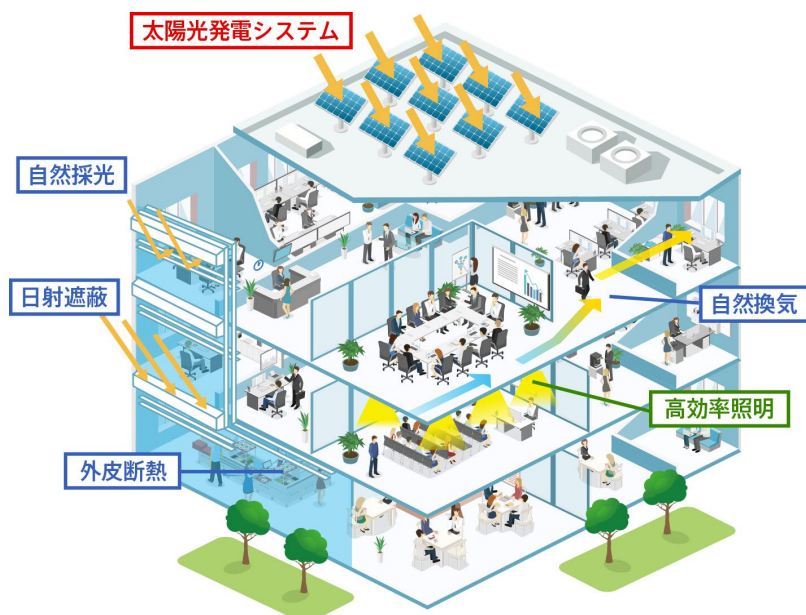 太陽光発電システム
自然採光
日射遮蔽
自然換気
高効率照明
外皮断熱